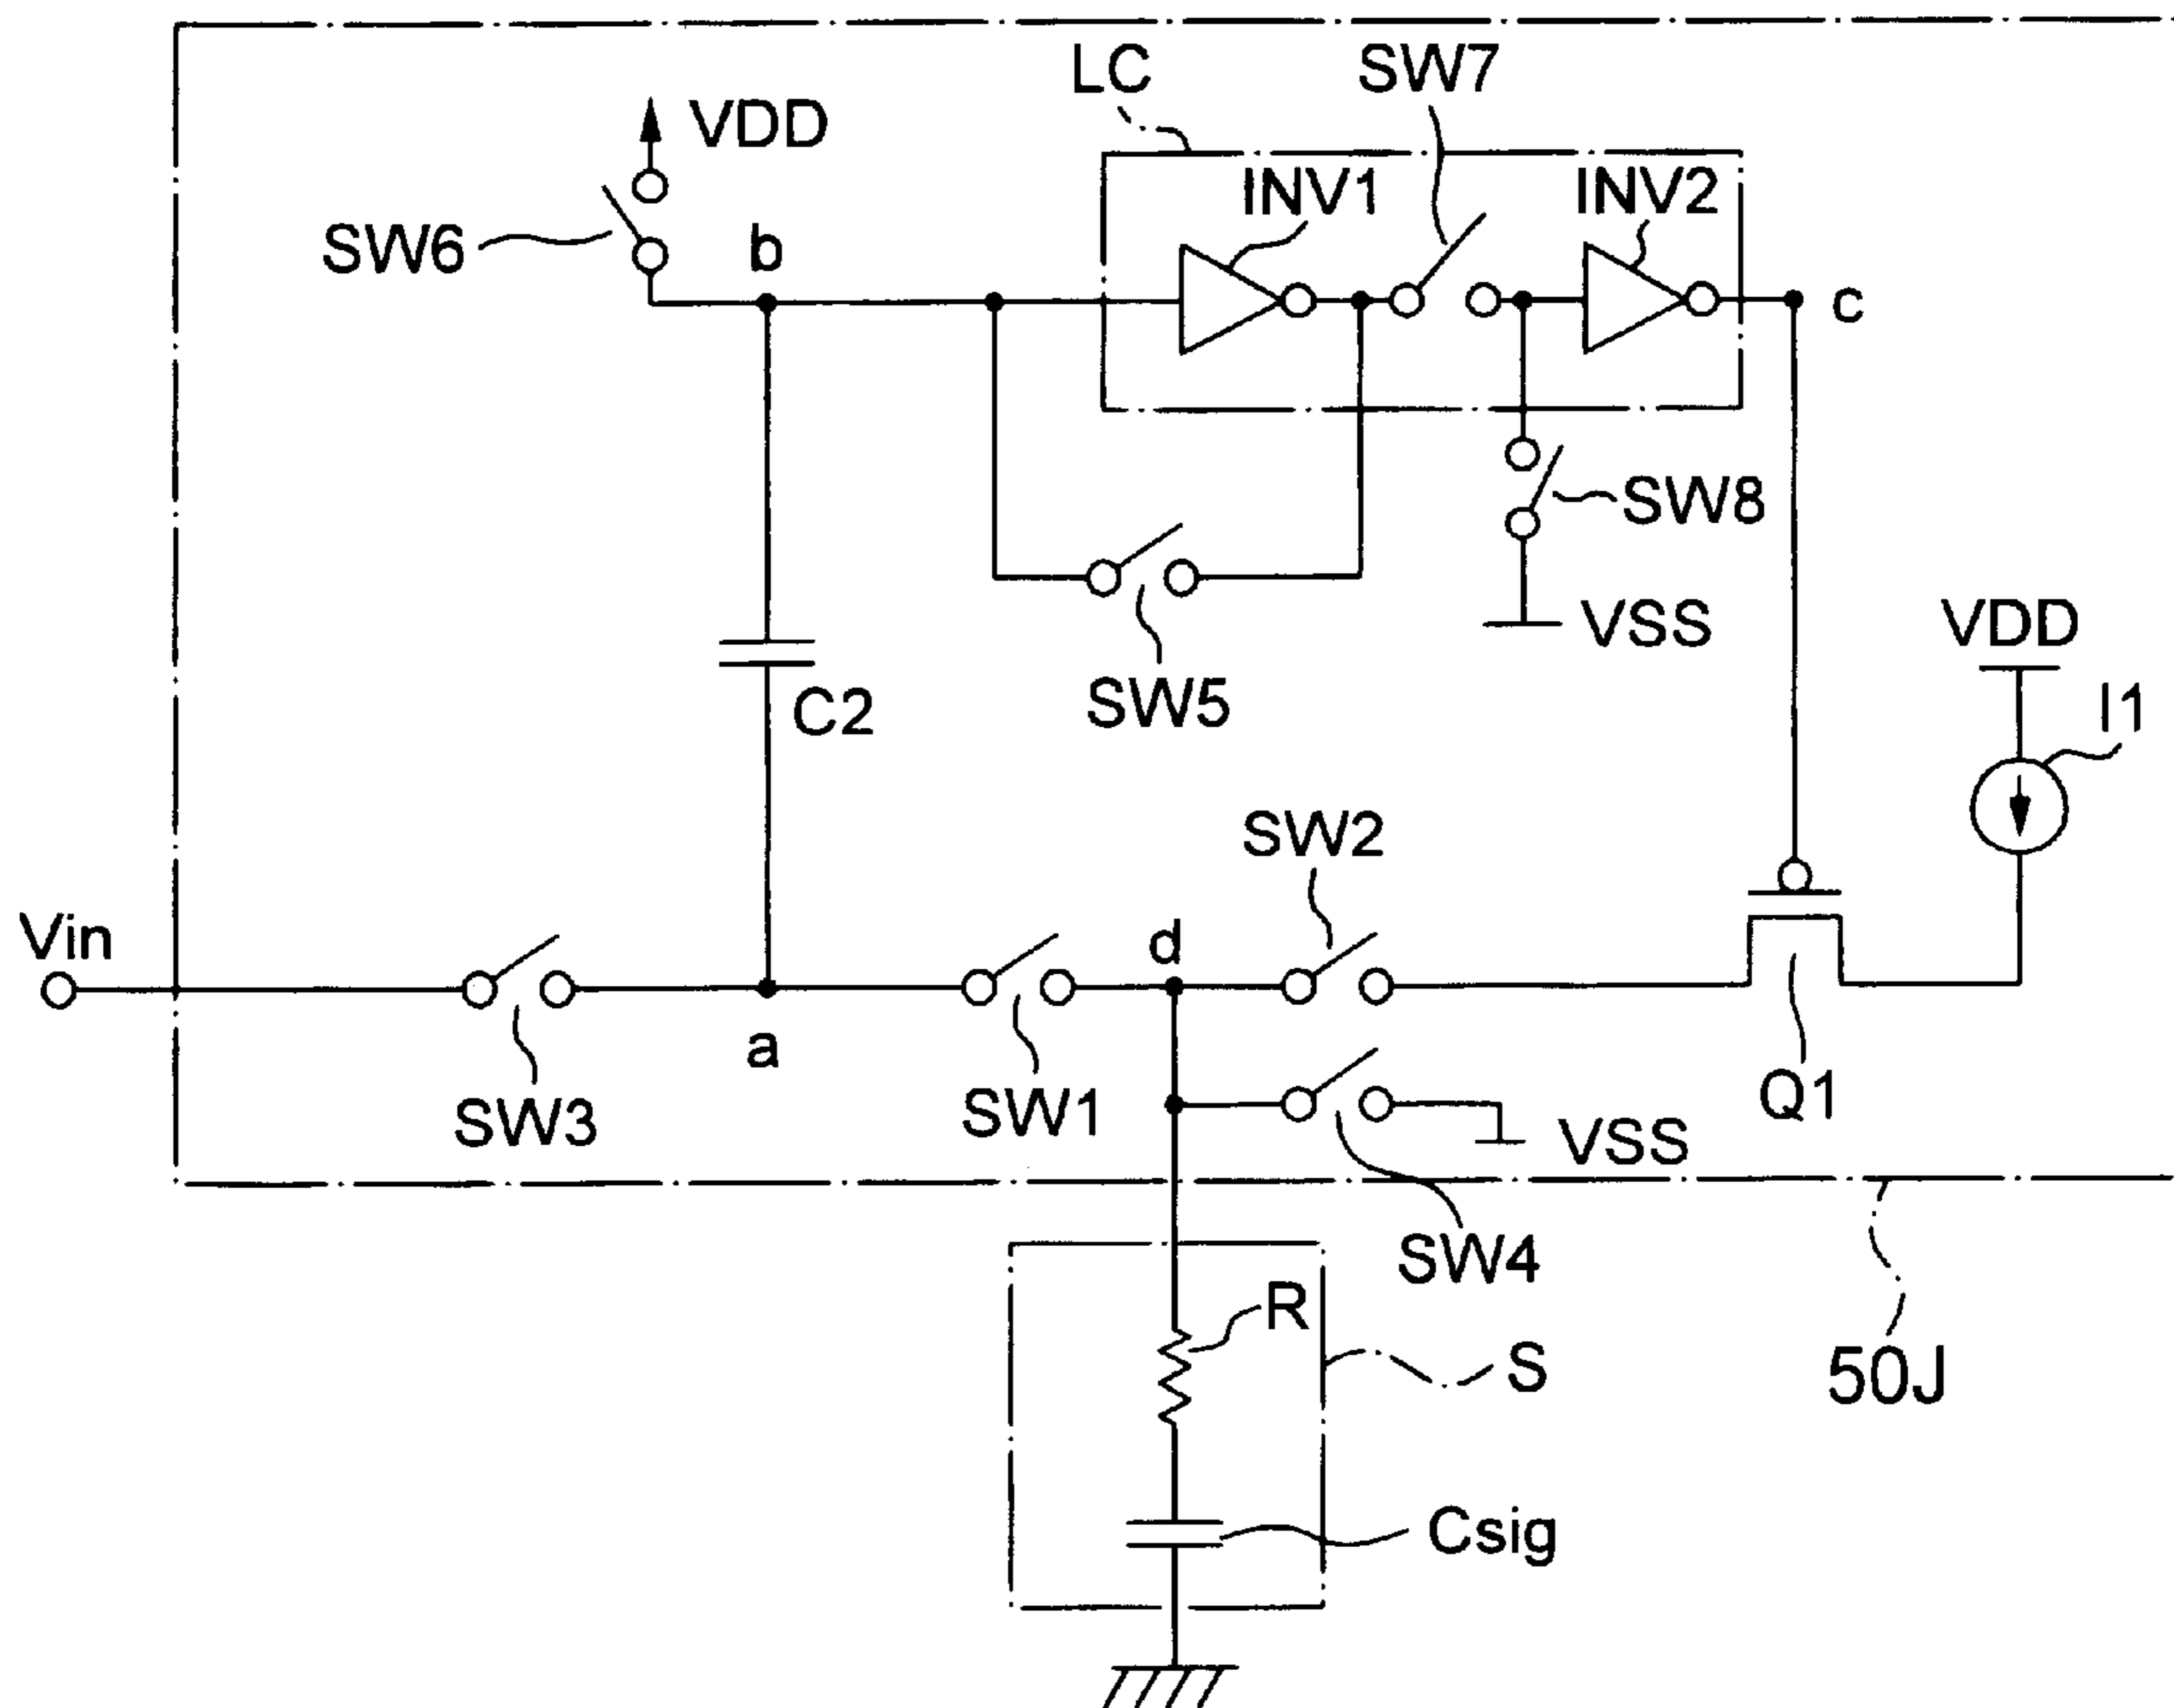 LC
SW7
VDD
INV1
INV2
SW6
b
c
SW8
VSS
SW5
C2
VDD
I1
SW2
Vin
d
a
SW3
SW1
Q1
VSS
SW4
R
S
50J
Csig